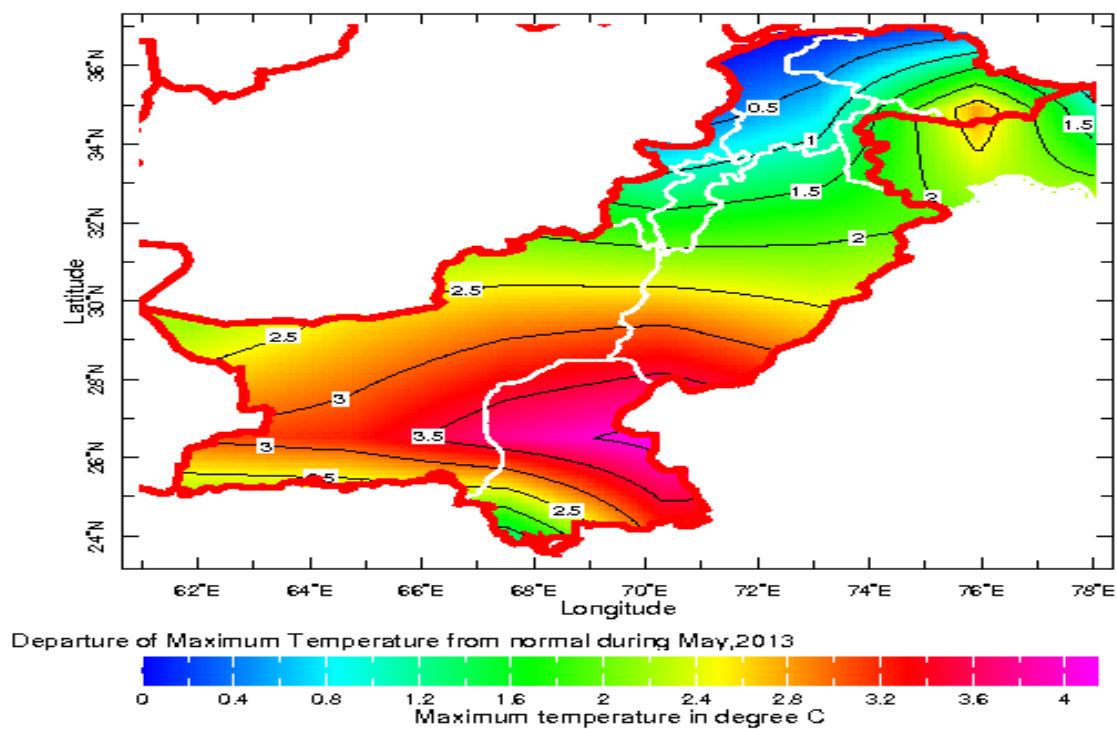 36°N
34°N
32°N
30°N
28°N
26°N
24°N
Latitude
0.5
1
1.5
1.5
2
2
2.5
2.5
3
3.5
3
.5
2.5
62°E 64°E 66°E 68°E 70°E 72°E 74°E 76°E 78°E
Longitude
Departure of Maximum Temperature from normal during May,2013
0 0.4 0.8 1.2 1.6 2 2.4 2.8 3.2 3.6 4
Maximum temperature in degree C